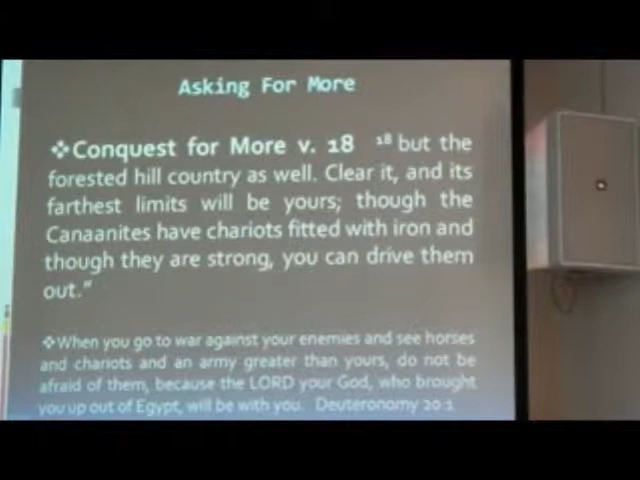 Asking For More
❖Conquest for More v. 18 ¹⁸ but the
forested hill country as well. Clear it, and its
farthest limits will be yours; though the
Canaanites have chariots fitted with iron and
though they are strong, you can drive them
out."
❖When you go to war against your enemies and see horses
and chariots and an army greater than yours, do not be
afraid of them, because the LORD your God, who brought
you up out of Egypt, will be with you. Deuteronomy 20:1